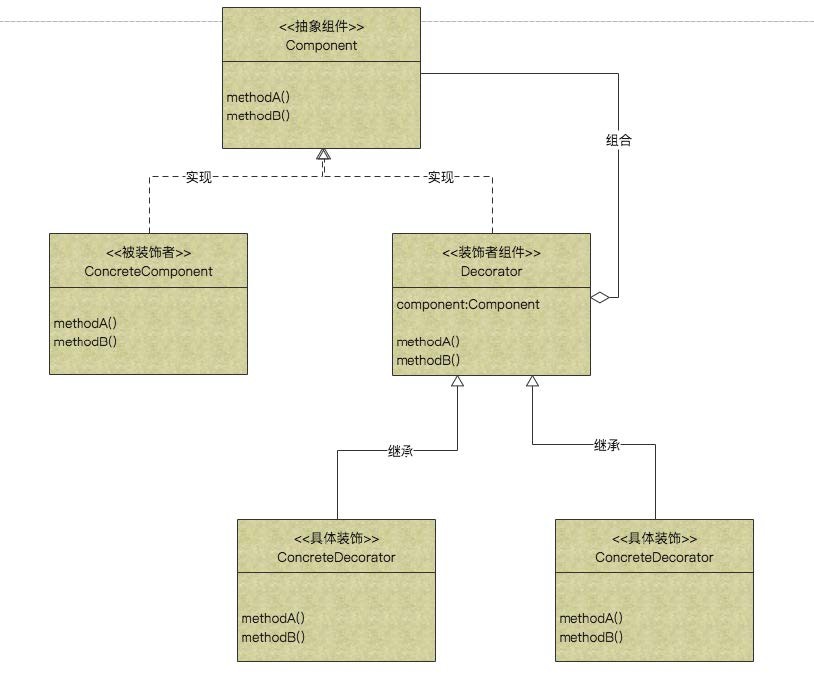 <<抽象组件>>
Component
methodA()
methodB()
组合
实现
实现
<<被装饰者>>
ConcreteComponent
methodA()
methodB()
<<装饰者组件>>
Decorator
component:Component
methodA()
methodB()
继承
继承
<<具体装饰>>
ConcreteDecorator
methodA()
methodB()
<<具体装饰>>
ConcreteDecorator
methodA()
methodB()